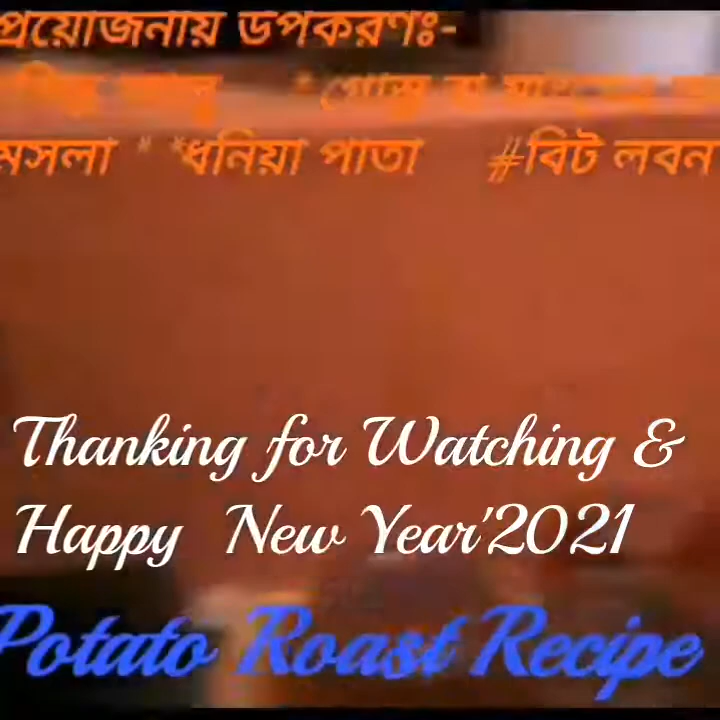 প্রয়োজনীয় উপকরণঃ-
মসলা * *ধনিয়া পাতা #বিট লবন
Thanking for Watching &
Happy New Year'2021
Potato Roast Recipe